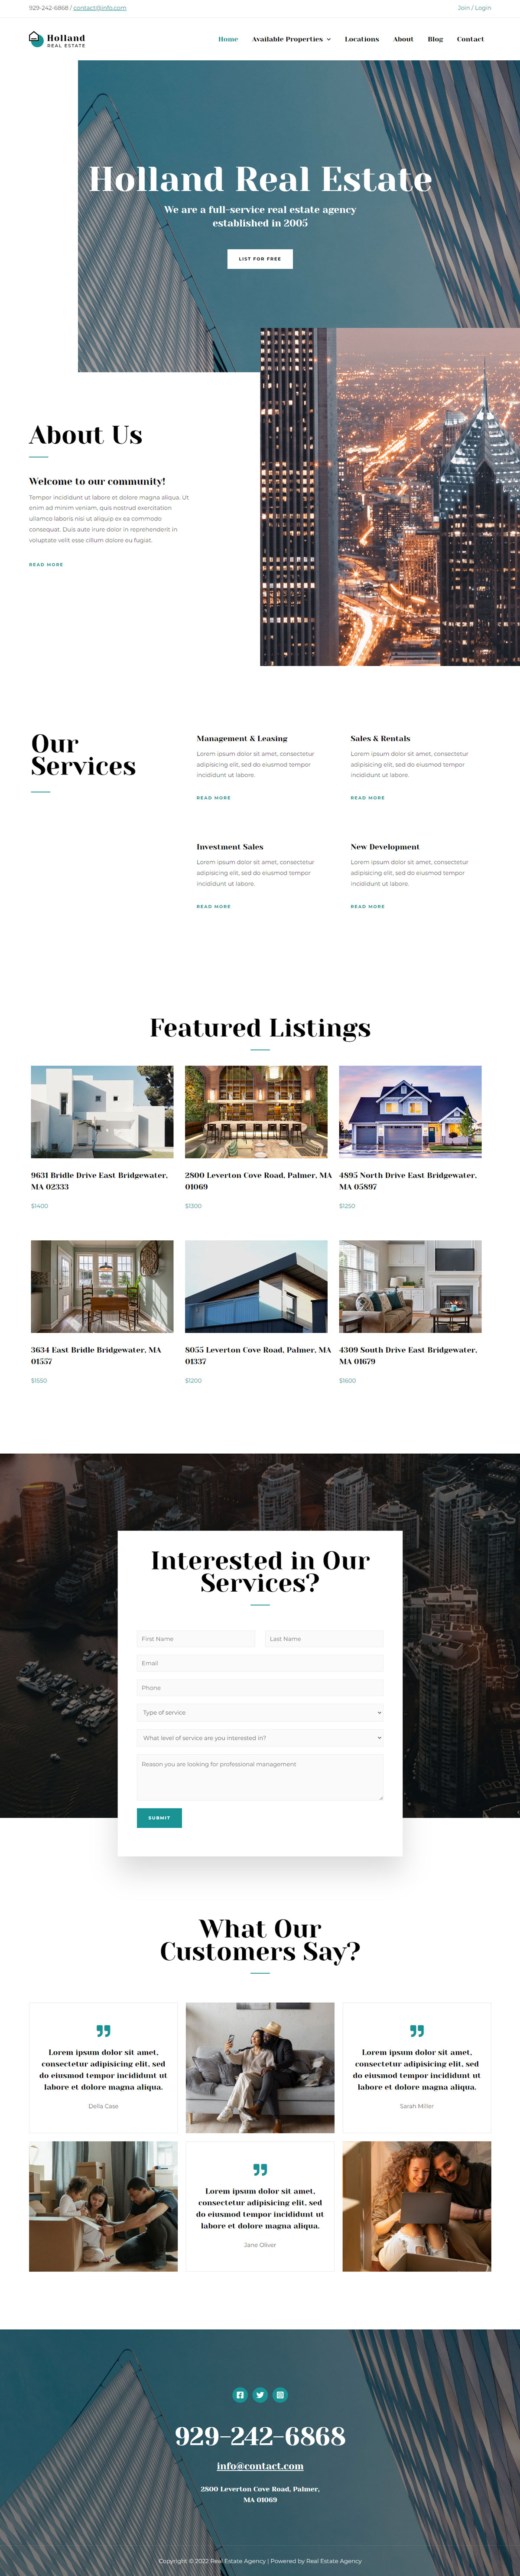 929-242-6868 / contact@info.com
Join / Login
Holland
REAL ESTATE
Home
Available Properties
Locations
About
Blog
Contact
Holland Real Estate
We are a full-service real estate agency
established in 2005
LIST FOR FREE
About Us
Welcome to our community!
Tempor incididunt ut labore et dolore magna aliqua. Ut
enim ad minim veniam, quis nostrud exercitation
ullamco laboris nisi ut aliquip ex ea commodo
consequat. Duis aute irure dolor in reprehenderit in
voluptate velit esse cillum dolore eu fugiat.
READ MORE
Our
Services
Management & Leasing
Lorem ipsum dolor sit amet, consectetur
adipisicing elit, sed do eiusmod tempor
incididunt ut labore.
READ MORE
Sales & Rentals
Lorem ipsum dolor sit amet, consectetur
adipisicing elit, sed do eiusmod tempor
incididunt ut labore.
READ MORE
Investment Sales
Lorem ipsum dolor sit amet, consectetur
adipisicing elit, sed do eiusmod tempor
incididunt ut labore.
READ MORE
New Development
Lorem ipsum dolor sit amet, consectetur
adipisicing elit, sed do eiusmod tempor
incididunt ut labore.
READ MORE
Featured Listings
9631 Bridle Drive East Bridgewater,
MA 02333
$1400
2800 Leverton Cove Road, Palmer, MA
01069
$1300
4895 North Drive East Bridgewater,
MA 05897
$1250
3634 East Bridle Bridgewater, MA
01557
$1550
8055 Leverton Cove Road, Palmer, MA
01337
$1200
4309 South Drive East Bridgewater,
MA 01679
$1600
Interested in Our
Services?
First Name
Last Name
Email
Phone
Type of service
What level of service are you interested in?
Reason you are looking for professional management
SUBMIT
What Our
Customers Say?
Lorem ipsum dolor sit amet,
consectetur adipisicing elit, sed
do eiusmod tempor incididunt ut
labore et dolore magna aliqua.
Della Case
Lorem ipsum dolor sit amet,
consectetur adipisicing elit, sed
do eiusmod tempor incididunt ut
labore et dolore magna aliqua.
Sarah Miller
Lorem ipsum dolor sit amet,
consectetur adipisicing elit, sed
do eiusmod tempor incididunt ut
labore et dolore magna aliqua.
Jane Oliver
929-242-6868
info@contact.com
2800 Leverton Cove Road, Palmer,
MA 01069
Copyright © 2022 Real Estate Agency | Powered by Real Estate Agency